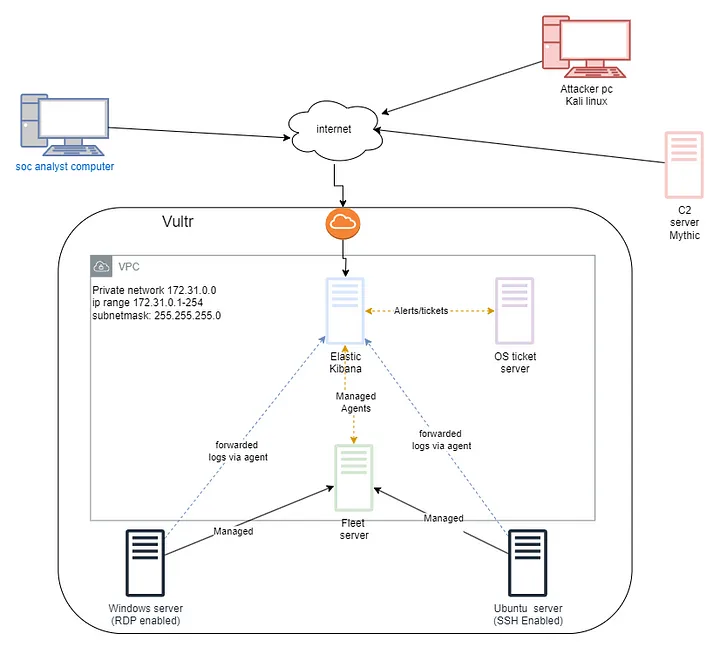 Attacker pc
Kali linux
internet
soc analyst computer
C2
server
Mythic
Vultr
VPC
Private network 172.31.0.0
ip range 172.31.0.1-254
subnetmask: 255.255.255.0
Alerts/tickets
Elastic
Kibana
OS ticket
server
Managed
Agents
forwarded
logs via agent
forwarded
logs via agent
Fleet
server
Managed
Managed
Windows server
(RDP enabled)
Ubuntu server
(SSH Enabled)